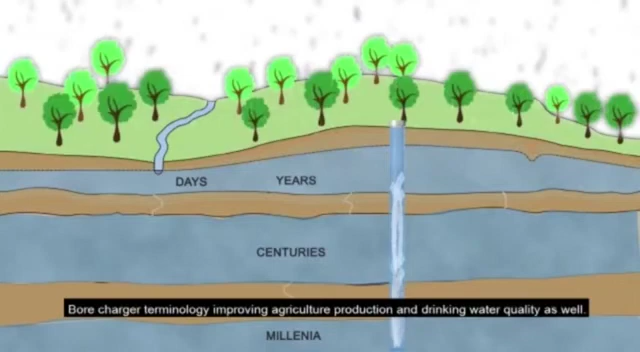 DAYS YEARS
CENTURIES
Bore charger terminology improving agriculture production and drinking water quality as well.
MILLENIA